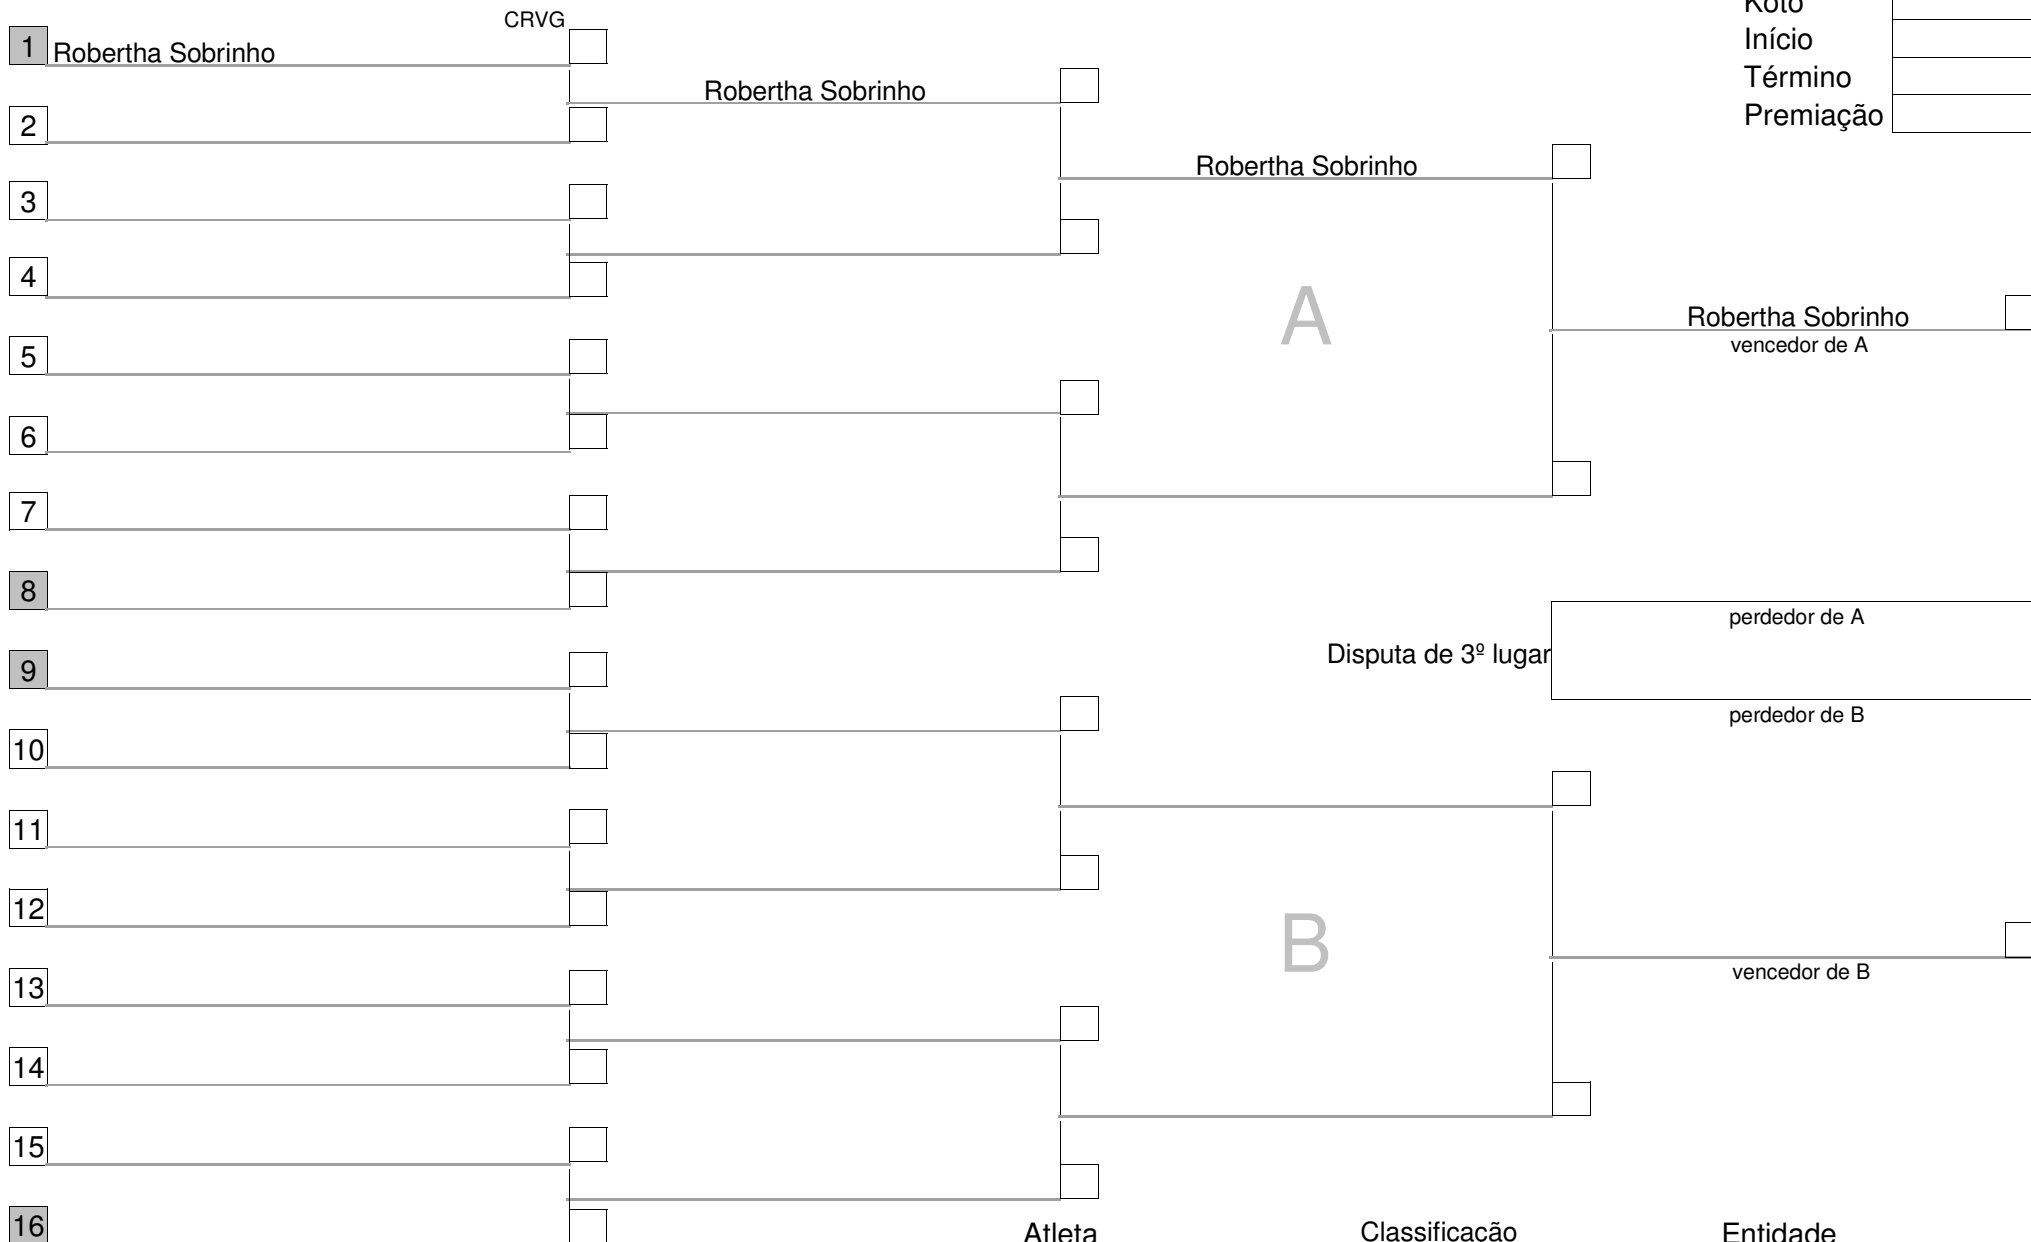 CRVG
Koto
1 Robertha Sobrinho
Início
Robertha Sobrinho
Término
2
Premiação
Robertha Sobrinho
3
4
A
Robertha Sobrinho
vencedor de A
5
6
7
8
perdedor de A
Disputa de 3º lugar
9
perdedor de B
10
11
12
B
vencedor de B
13
14
15
16
Atleta Classificação Entidade